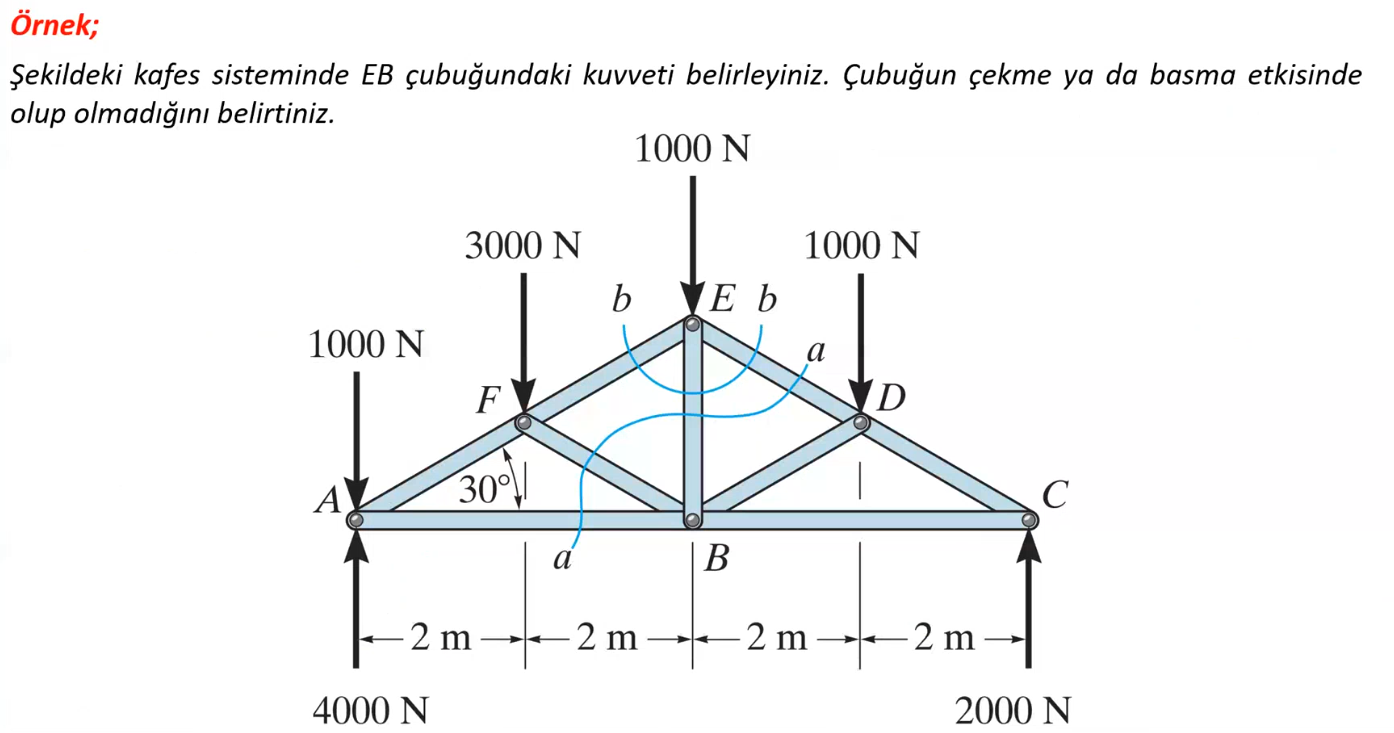 Örnek;
Şekildeki kafes sisteminde EB çubuğundaki kuvveti belirleyiniz. Çubuğun çekme ya da basma etkisinde
olup olmadığını belirtiniz.
1000 N
3000 N
1000 N
b
E
b
1000 N
a
F
D
A
30°
C
a
B
2 m
2 m
2 m
2 m
4000 N
2000 N